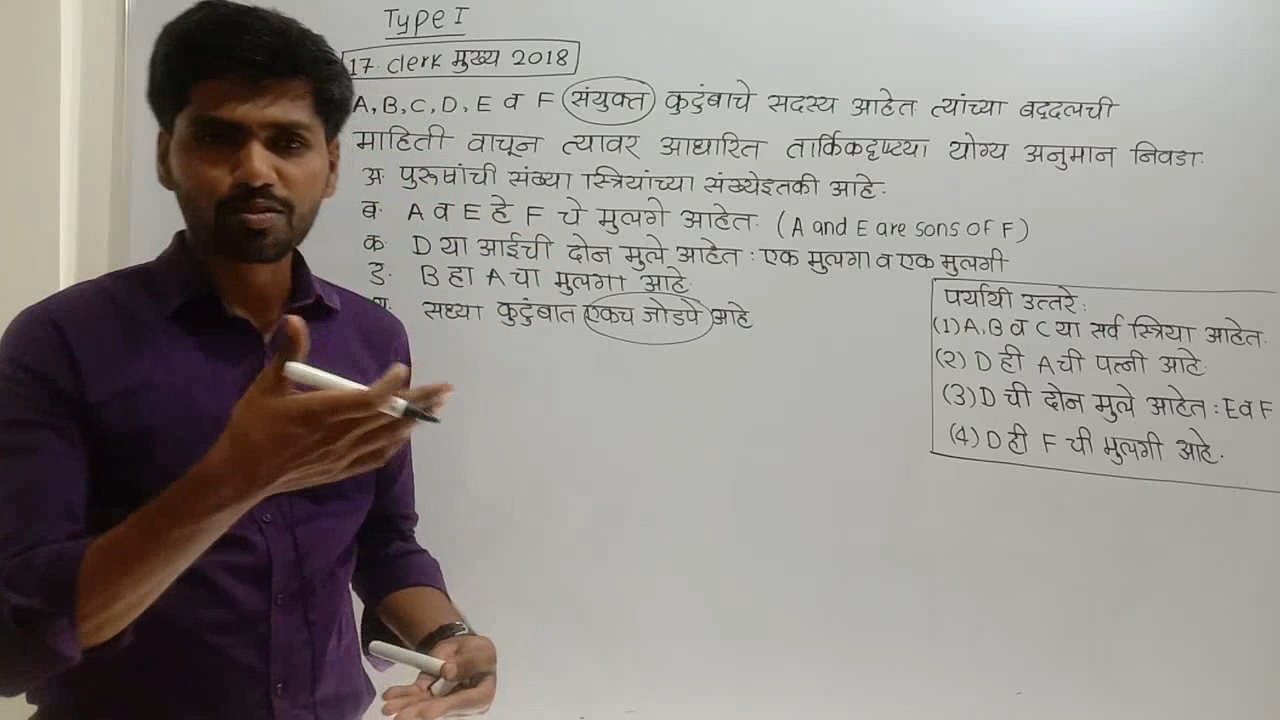 Type I
17. clerk मुख्य 2018
A, B, C, D, E व F संयुक्त कुटुंबाचे सदस्य आहेत त्यांच्या बद्दलची
माहिती वाचून त्यावर आधारित तार्किकदृष्ट्या योग्य अनुमान निवडा.
अ. पुरूषांची संख्या स्त्रियांच्या संख्येइतकी आहे.
ब. A व E हे F चे मुलगे आहेत. (A and E are sons of F)
क. D या आईची दोन मुले आहेत : एक मुलगा व एक मुलगी
ड. B हा A चा मुलगा आहे.
सध्या कुटुंबात एकच जोडपे आहे
पर्यायी उत्तरे:
(1) A, B व C या सर्व स्त्रिया आहेत.
(2) D ही A ची पत्नी आहे.
(3) D ची दोन मुले आहेत : E व F
(4) D ही F ची मुलगी आहे.